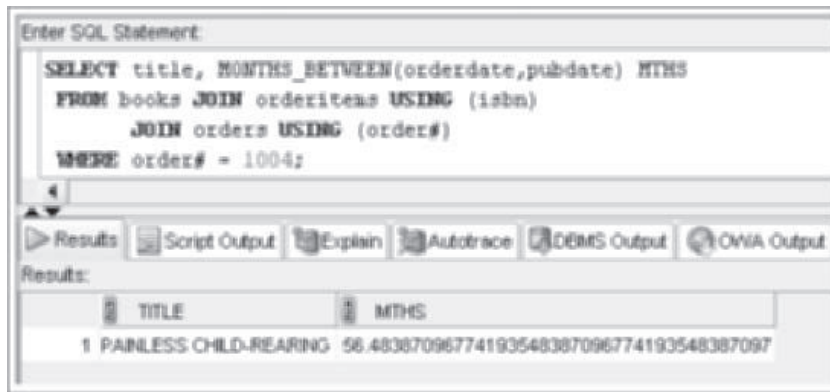 Enter SQL Statement:
SELECT title, MONTHS_BETWEEN(orderdate,pubdate) MTHS
FROM books JOIN orderitems USING (isbn)
JOIN orders USING (order#)
WHERE order# = 1004;
Results Script Output Explain Autotrace DBMS Output OWA Output
Results:
TITLE MTHS
1 PAINLESS CHILD-REARING 56.4838709677419354838709677419354838709­7